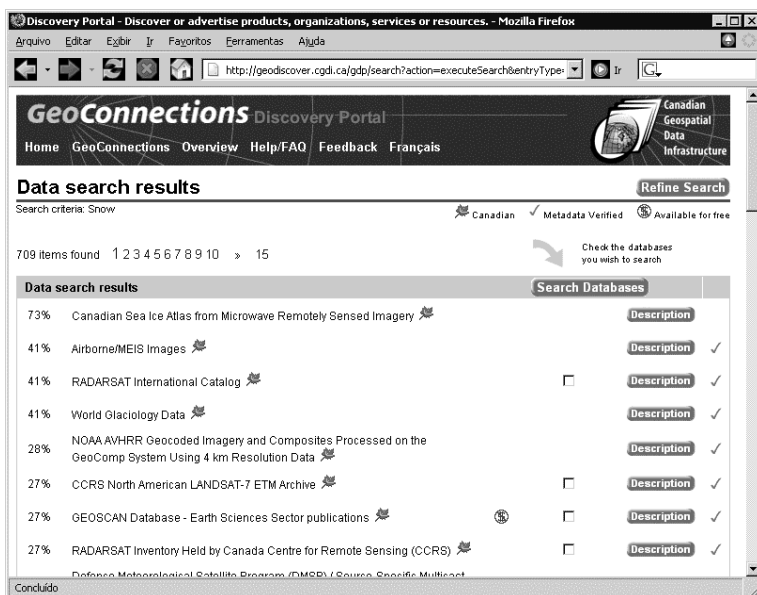 Discovery Portal - Discover or advertise products, organizations, services or resources. - Mozilla Firefox
Arquivo Editar Exibir Ir Favoritos Ferramentas Ajuda
http://geodiscover.cgdi.ca/gdp/search?action=executeSearch&entryType= Ir G
GeoConnections Discovery Portal
Canadian
Geospatial
Data
Infrastructure
Home GeoConnections Overview Help/FAQ Feedback Français
Data search results Refine Search
Search criteria: Snow Canadian Metadata Verified Available for free
709 items found 1 2 3 4 5 6 7 8 9 10 » 15
Check the databases
you wish to search
Data search results Search Databases
73% Canadian Sea Ice Atlas from Microwave Remotely Sensed Imagery Description
41% Airborne/MEIS Images Description
41% RADARSAT International Catalog Description
41% World Glaciology Data Description
28% NOAA AVHRR Geocoded Imagery and Composites Processed on the
GeoComp System Using 4 km Resolution Data Description
27% CCRS North American LANDSAT-7 ETM Archive Description
27% GEOSCAN Database - Earth Sciences Sector publications Description
27% RADARSAT Inventory Held by Canada Centre for Remote Sensing (CCRS) Description
Defense Meteorological Satellite Program (DMSP) / Source Specific Multicast
Concluído